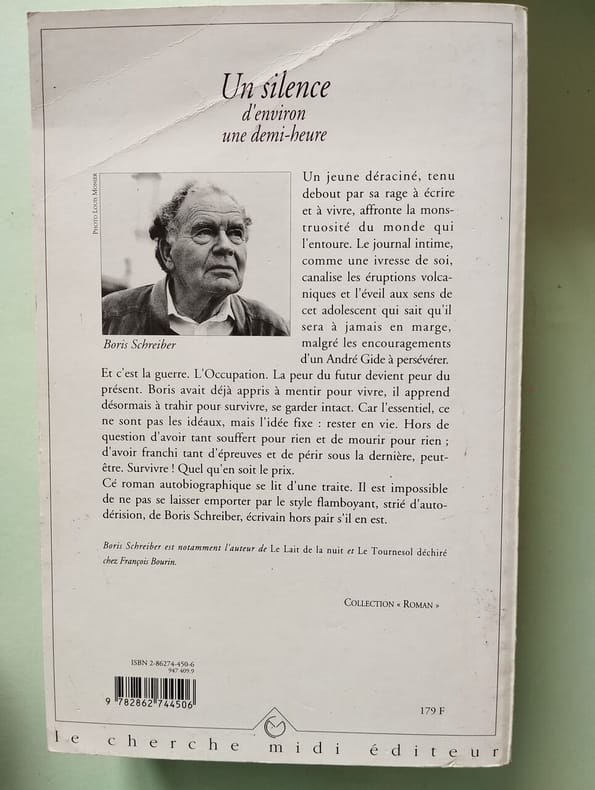 Un silence
d'environ
une demi-heure
PHOTO LOUIS MONIER
Boris Schreiber
Un jeune déraciné, tenu
debout par sa rage à écrire
et à vivre, affronte la mons-
truosité du monde qui
l'entoure. Le journal intime,
comme une ivresse de soi,
canalise les éruptions volca-
niques et l'éveil aux sens de
cet adolescent qui sait qu'il
sera à jamais en marge,
malgré les encouragements
d'un André Gide à persévérer.
Et c'est la guerre. L'Occupation. La peur du futur devient peur du
présent. Boris avait déjà appris à mentir pour vivre, il apprend
désormais à trahir pour survivre, se garder intact. Car l'essentiel, ce
ne sont pas les idéaux, mais l'idée fixe : rester en vie. Hors de
question d'avoir tant souffert pour rien et de mourir pour rien ;
d'avoir franchi tant d'épreuves et de périr sous la dernière, peut-
être. Survivre ! Quel qu'en soit le prix.
Cé roman autobiographique se lit d'une traite. Il est impossible
de ne pas se laisser emporter par le style flamboyant, strié d'auto-
dérision, de Boris Schreiber, écrivain hors pair s'il en est.
Boris Schreiber est notamment l'auteur de Le Lait de la nuit et Le Tournesol déchiré
chez François Bourin.
COLLECTION « ROMAN »
ISBN 2-86274-450-6
947 409.9
9 782862 744506
179 F
le cherche midi éditeur